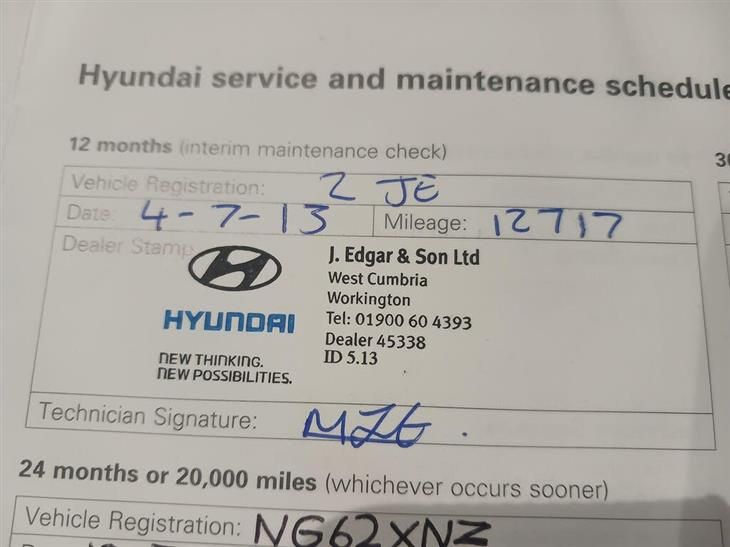 Hyundai service and maintenance schedule
12 months (interim maintenance check)
Vehicle Registration: 2 JE
Date: 4-7-13 Mileage: 12717
Dealer Stamp
HYUNDAI
NEW THINKING.
NEW POSSIBILITIES.
J. Edgar & Son Ltd
West Cumbria
Workington
Tel: 01900 60 4393
Dealer 45338
ID 5.13
Technician Signature:
24 months or 20,000 miles (whichever occurs sooner)
Vehicle Registration: NG62XNZ